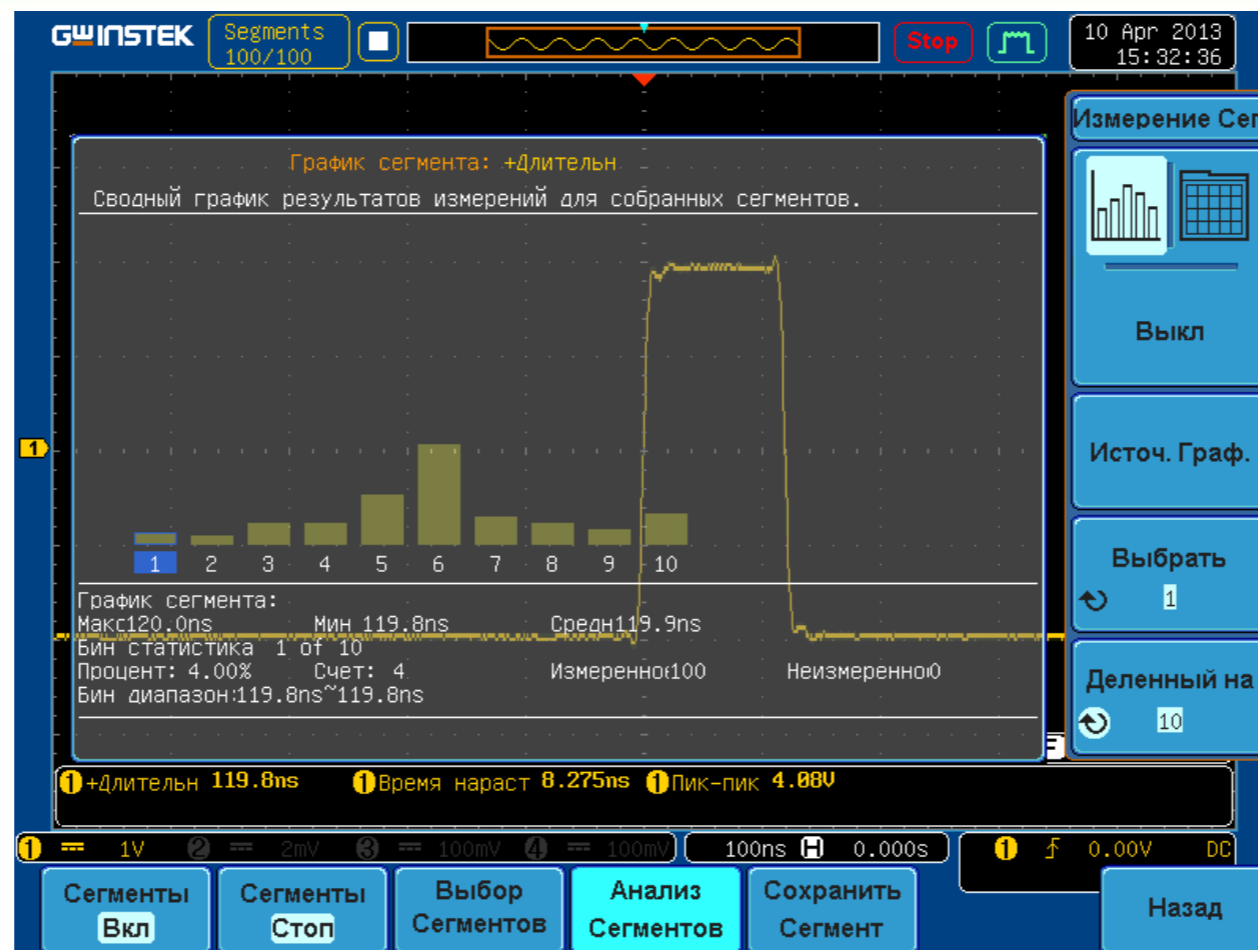 GWINSTEK
Segments
100/100
Stop
10 Apr 2013
15:32:36
График сегмента: +Длительн
Сводный график результатов измерений для собранных сегментов.
1
1 2 3 4 5 6 7 8 9 10
График сегмента:
Макс120.0ns Мин 119.8ns Средн119.9ns
Бин статистика 1 of 10
Процент: 4.00% Счет: 4 Измеренно100 Неизмеренно0
Бин диапазон:119.8ns~119.8ns
Измерение Сег
Выкл
Источ. Граф.
Выбрать
1
Деленный на
10
1 +Длительн 119.8ns 1 Время нараст 8.275ns 1 Пик-пик 4.08V
1 1V 2 2mV 3 100mV 4 100mV 100ns H 0.000s 1 0.00V DC
Сегменты
Вкл
Сегменты
Стоп
Выбор
Сегментов
Анализ
Сегментов
Сохранить
Сегмент
Назад